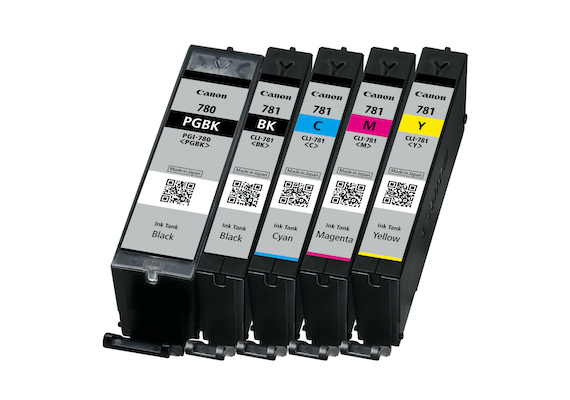 Canon
780
PGBK
PGI-780
<PGBK>
Made in Japan
Ink Tank
Black
Canon
781
BK
CLI-781
<BK>
Made in Japan
Ink Tank
Black
Canon
781
C
CLI-781
<C>
Made in Japan
Ink Tank
Cyan
Canon
781
M
CLI-781
<M>
Made in Japan
Ink Tank
Magenta
Canon
781
Y
CLI-781
<Y>
Made in Japan
Ink Tank
Yellow